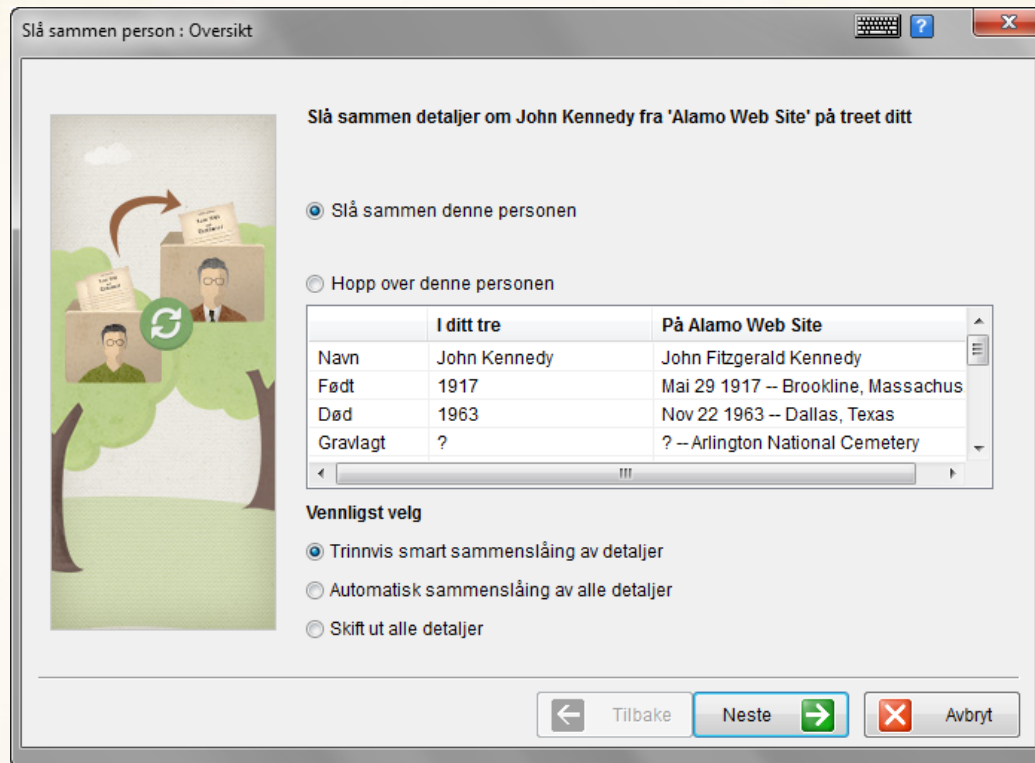 Slå sammen person : Oversikt
Slå sammen detaljer om John Kennedy fra 'Alamo Web Site' på treet ditt
Slå sammen denne personen
Hopp over denne personen
I ditt tre På Alamo Web Site
Navn John Kennedy John Fitzgerald Kennedy
Født 1917 Mai 29 1917 -- Brookline, Massachus
Død 1963 Nov 22 1963 -- Dallas, Texas
Gravlagt ? ? -- Arlington National Cemetery
Vennligst velg
Trinnvis smart sammenslåing av detaljer
Automatisk sammenslåing av alle detaljer
Skift ut alle detaljer
Tilbake Neste Avbryt